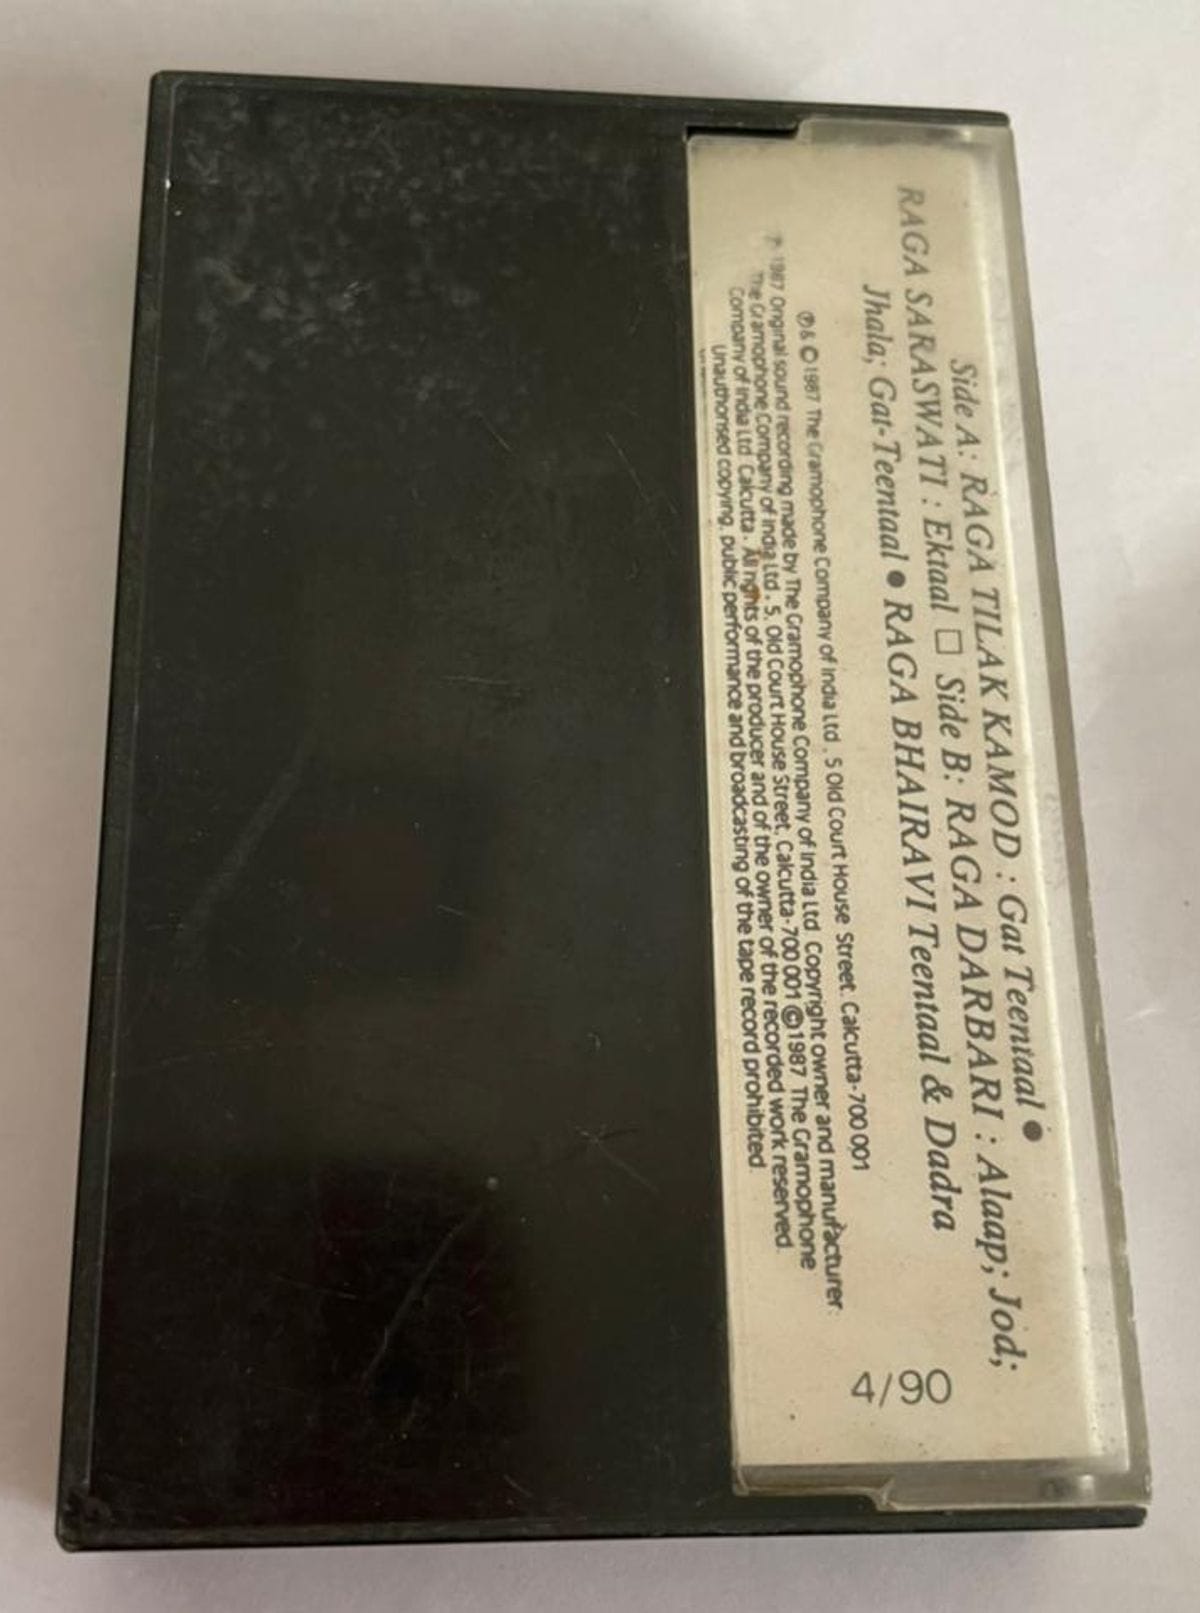 Side A: RAGA TILAK KAMOD : Gat Teentaal ●
RAGA SARASWATI : Ektaal □ Side B: RAGA DARBARI : Alaap; Jod;
Jhala; Gat-Teentaal ● RAGA BHAIRAVI Teentaal & Dadra
℗ & © 1987 The Gramophone Company of India Ltd. 5 Old Court House Street. Calcutta-700 001
℗ 1987 Original sound recording made by The Gramophone Company of India Ltd Copyright owner and manufacturer:
The Gramophone Company of India Ltd. 5, Old Court House Street, Calcutta-700 001 © 1987 The Gramophone
Company of India Ltd Calcutta. All rights of the producer and of the owner of the recorded work reserved.
Unauthorised copying, public performance and broadcasting of the tape record prohibited.
4/90